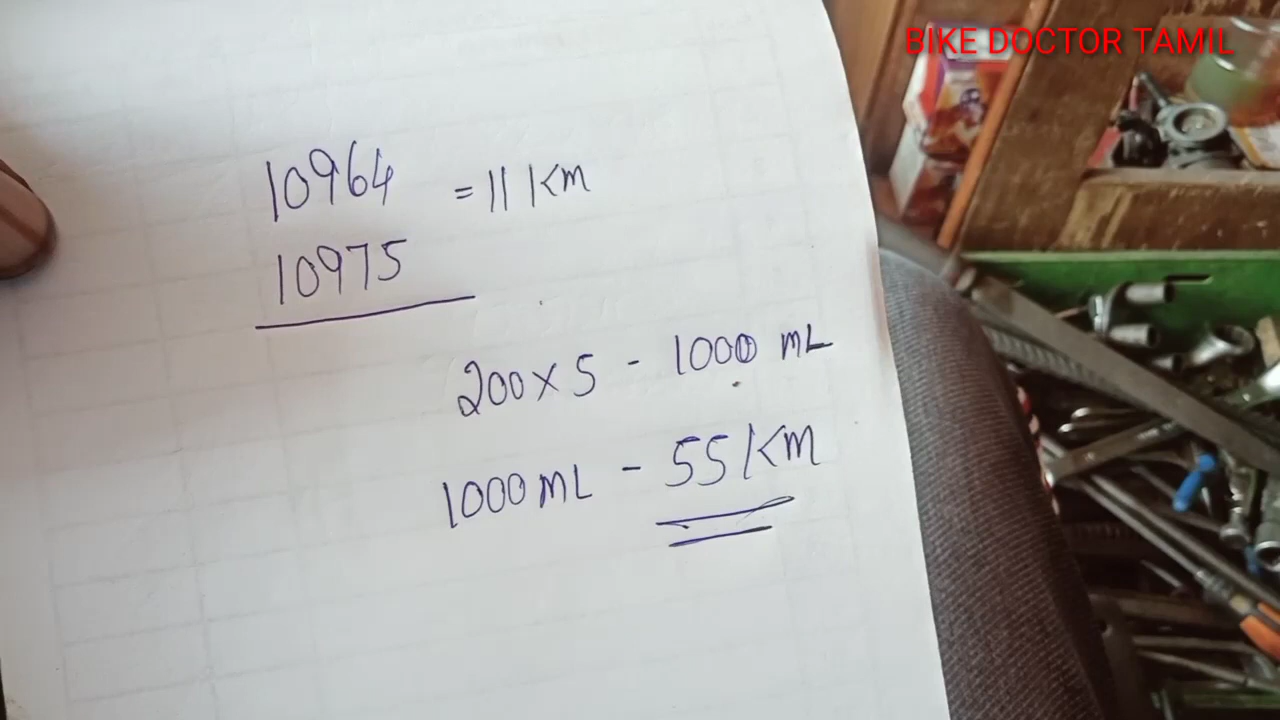 BIKE DOCTOR TAMIL
10964 = 11 Km
10975
200 x 5 - 1000 mL
1000 mL - 55 Km